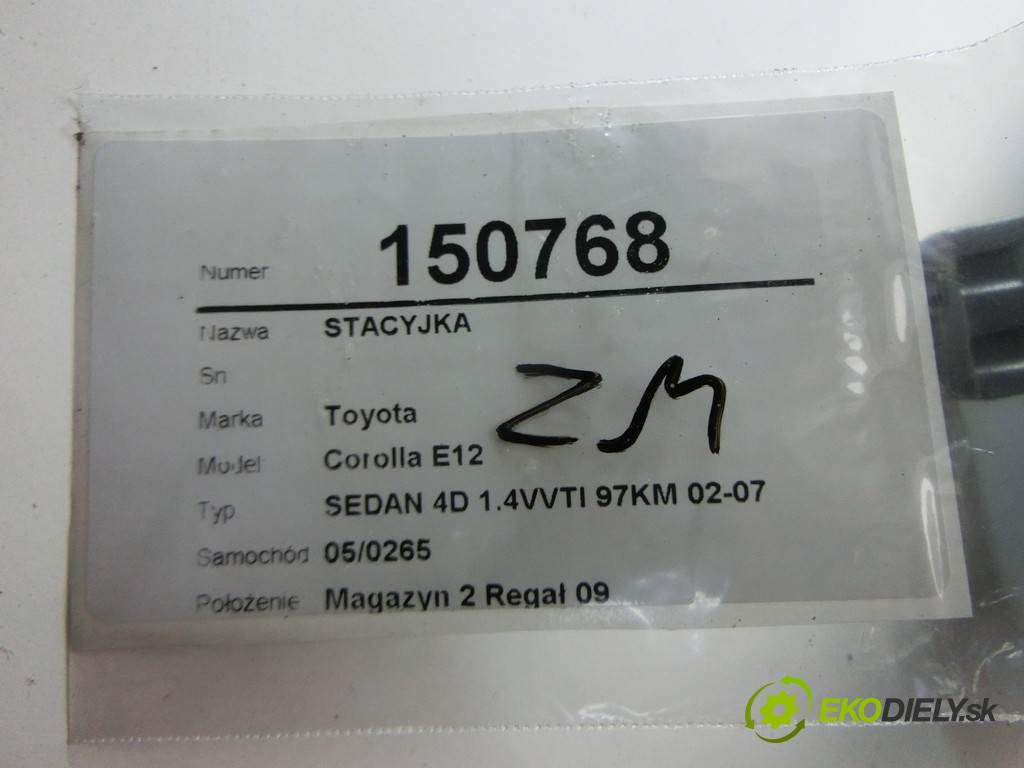 Numer 150768
Nazwa STACYJKA
Sn
Marka Toyota
Model Corolla E12
Typ SEDAN 4D 1.4VVTI 97KM 02-07
Samochód 05/0265
Położenie Magazyn 2 Regał 09
ZM
EKODIELY.sk